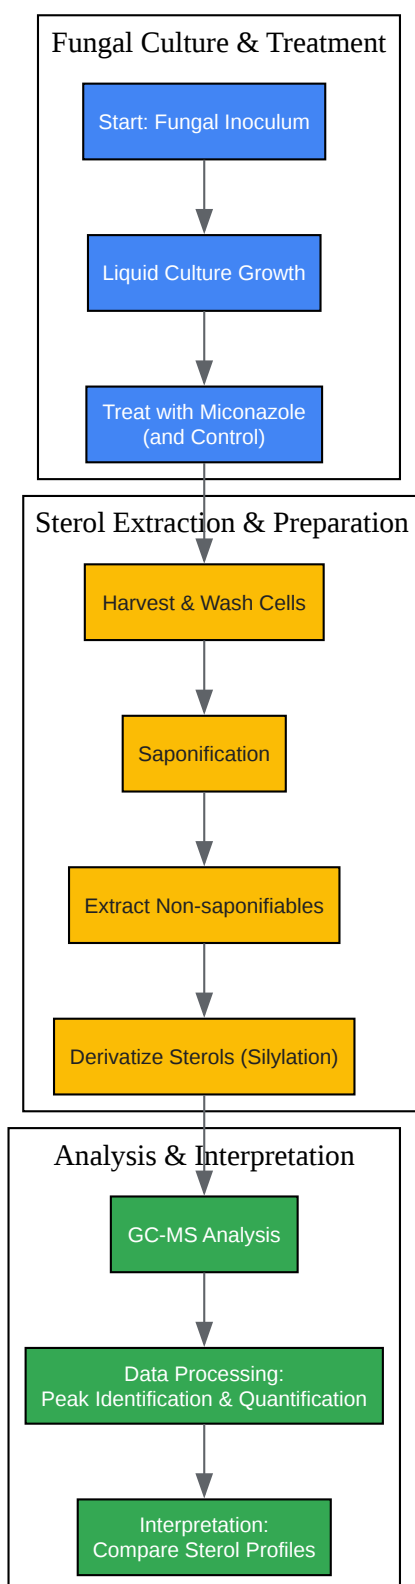 Fungal Culture & Treatment
Start: Fungal Inoculum
Liquid Culture Growth
Treat with Miconazole
(and Control)
Sterol Extraction & Preparation
Harvest & Wash Cells
Saponification
Extract Non-saponifiables
Derivatize Sterols (Silylation)
Analysis & Interpretation
GC-MS Analysis
Data Processing:
Peak Identification & Quantification
Interpretation:
Compare Sterol Profiles